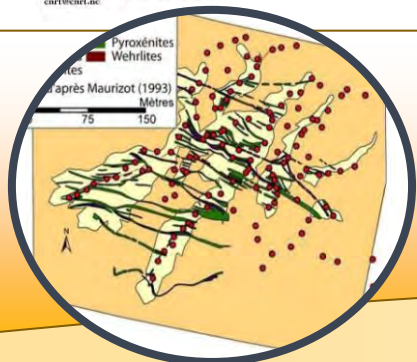 cnrt@cnrt.nc
Pyroxénites
Wehrlites
ites
d'après Maurizot (1993)
Mètres
75 150
N